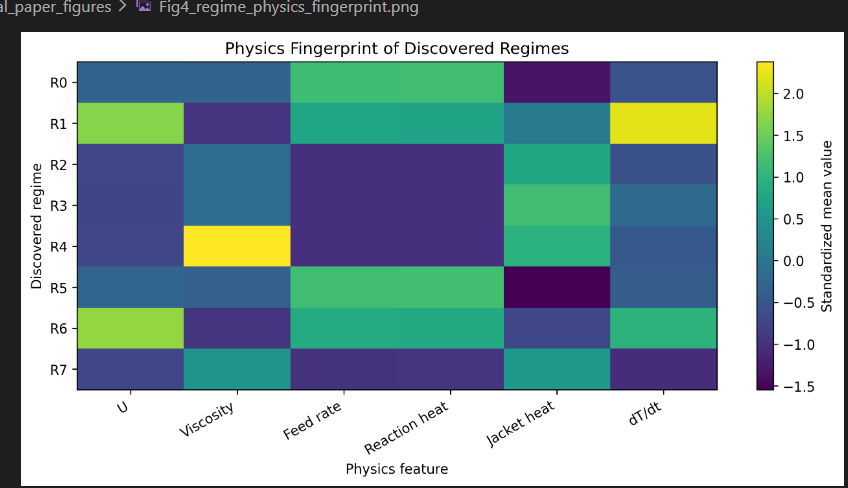 al_paper_figures > Fig4_regime_physics_fingerprint.png
Physics Fingerprint of Discovered Regimes
R0
R1
R2
R3
R4
R5
R6
R7
Discovered regime
U
Viscosity
Feed rate
Reaction heat
Jacket heat
dT/dt
Physics feature
2.0
1.5
1.0
0.5
0.0
−0.5
−1.0
−1.5
Standardized mean value